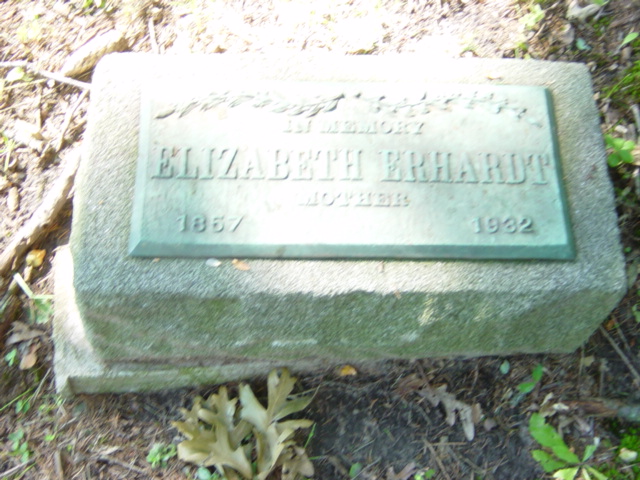 IN MEMORY
ELIZABETH ERHARDT
MOTHER
1857 1932